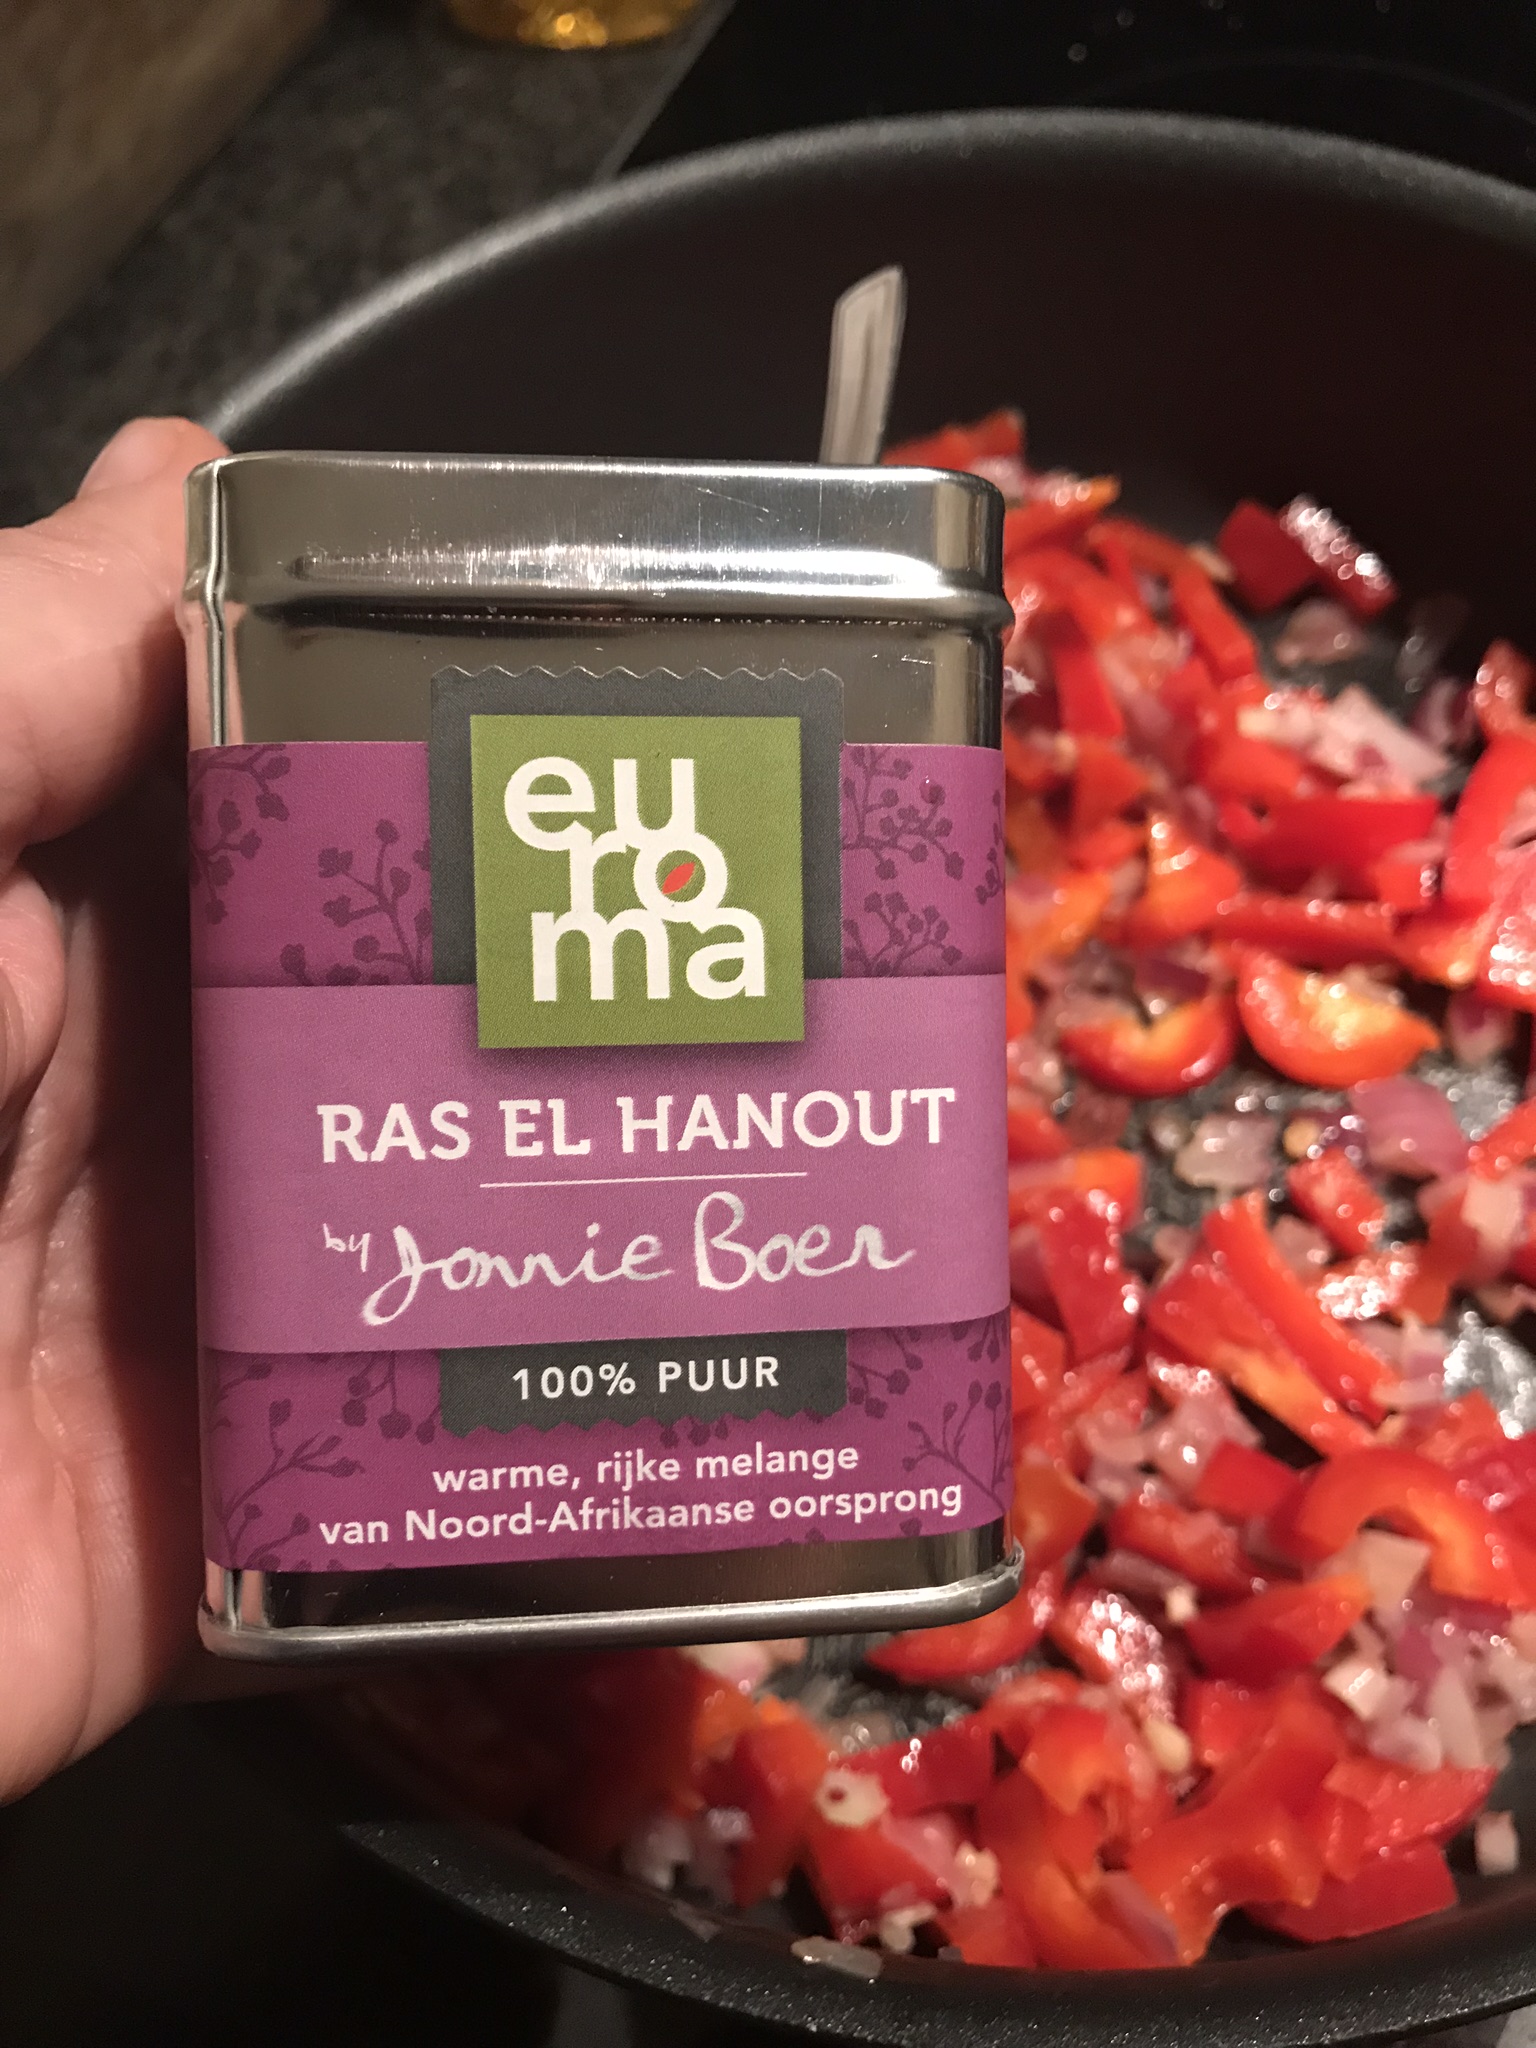 eu
ro
ma
RAS EL HANOUT
by Jonnie Boer
100% PUUR
warme, rijke melange
van Noord-Afrikaanse oorsprong